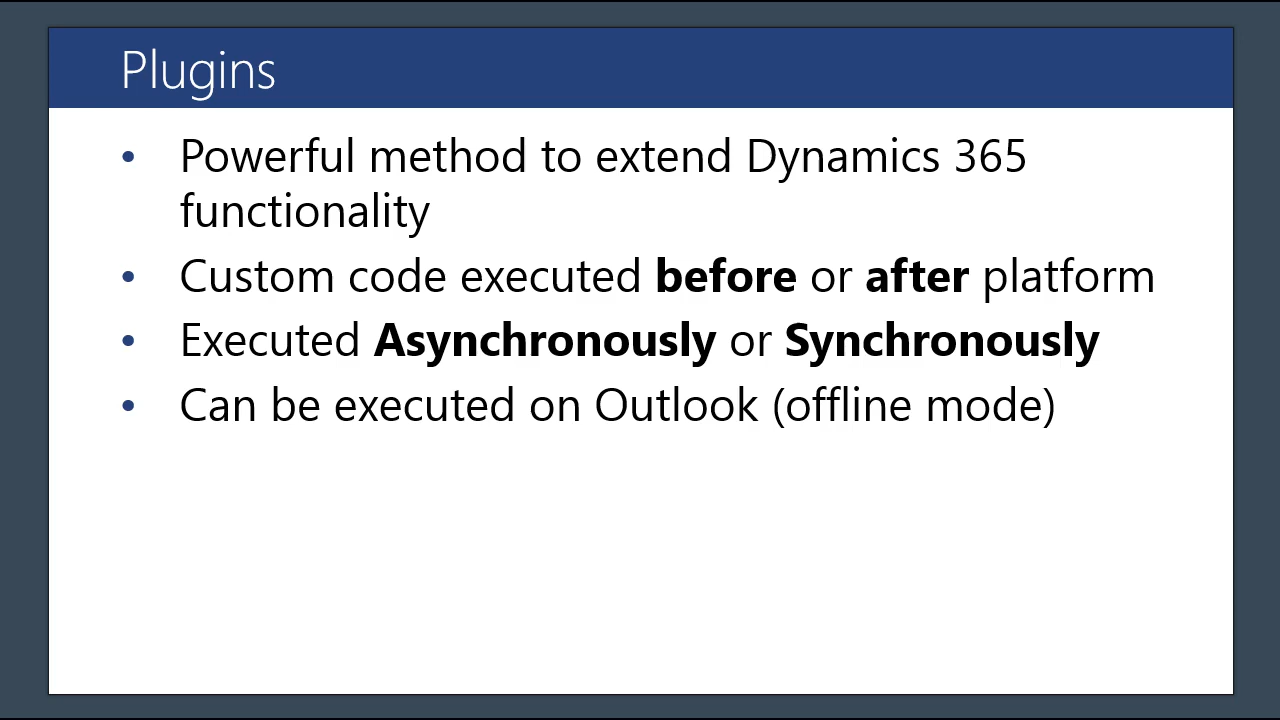 Plugins
• Powerful method to extend Dynamics 365
functionality
• Custom code executed before or after platform
• Executed Asynchronously or Synchronously
• Can be executed on Outlook (offline mode)